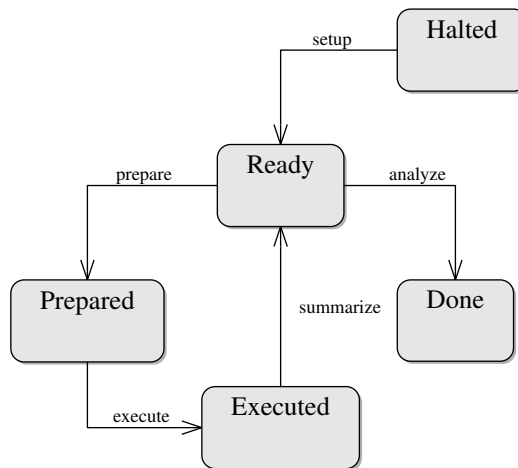 Halted
setup
Ready
prepare
analyze
Prepared
Done
summarize
Executed
execute